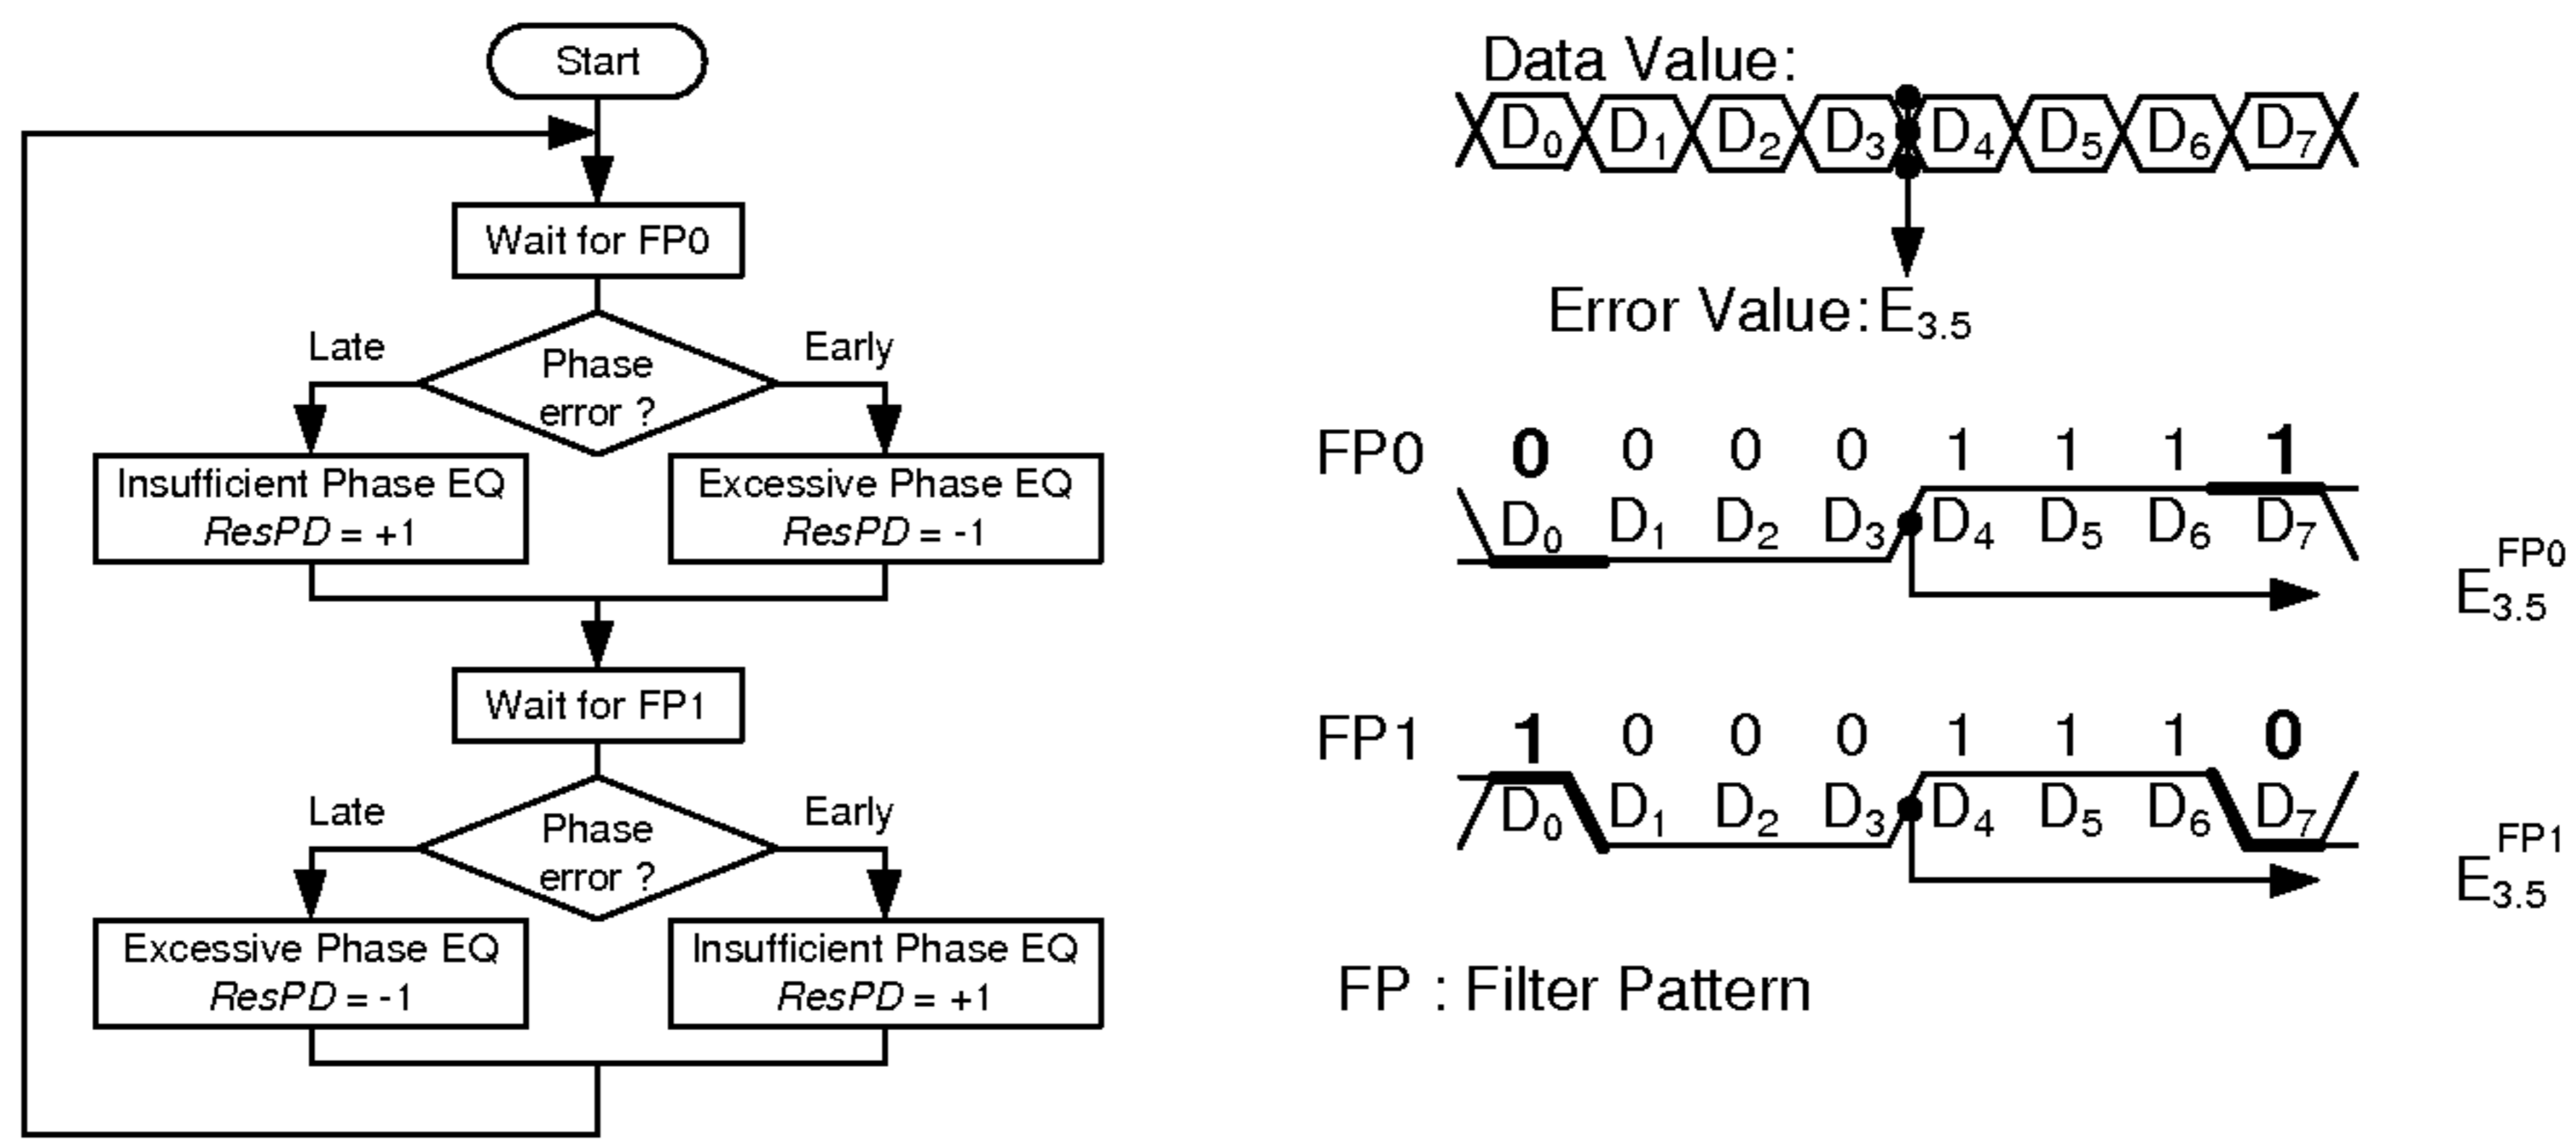 Start
Wait for FP0
Late
Early
Phase
error ?
Insufficient Phase EQ
ResPD = +1
Excessive Phase EQ
ResPD = -1
Wait for FP1
Late
Early
Phase
error ?
Excessive Phase EQ
ResPD = -1
Insufficient Phase EQ
ResPD = +1
Data Value:
D0 D1 D2 D3 D4 D5 D6 D7
Error Value: E3.5
FP0 0 0 0 0 1 1 1 1
D0 D1 D2 D3 D4 D5 D6 D7
E3.5 FP0
FP1 1 0 0 0 1 1 1 0
D0 D1 D2 D3 D4 D5 D6 D7
E3.5 FP1
FP : Filter Pattern